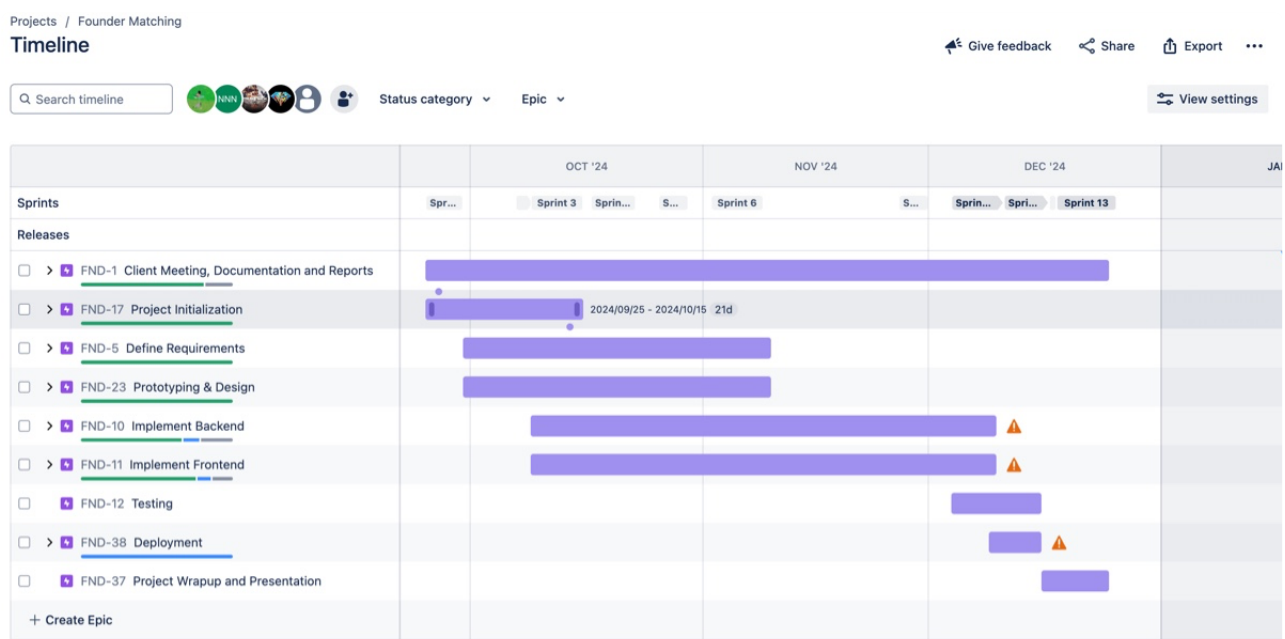 Projects / Founder Matching
Timeline
Give feedback Share Export
Search timeline NNN Status category Epic View settings
OCT '24 NOV '24 DEC '24 JA
Sprints Spr... Sprint 3 Sprin... S... Sprint 6 S... Sprin... Spri... Sprint 13
Releases
FND-1 Client Meeting, Documentation and Reports
FND-17 Project Initialization 2024/09/25 - 2024/10/15 21d
FND-5 Define Requirements
FND-23 Prototyping & Design
FND-10 Implement Backend
FND-11 Implement Frontend
FND-12 Testing
FND-38 Deployment
FND-37 Project Wrapup and Presentation
+ Create Epic